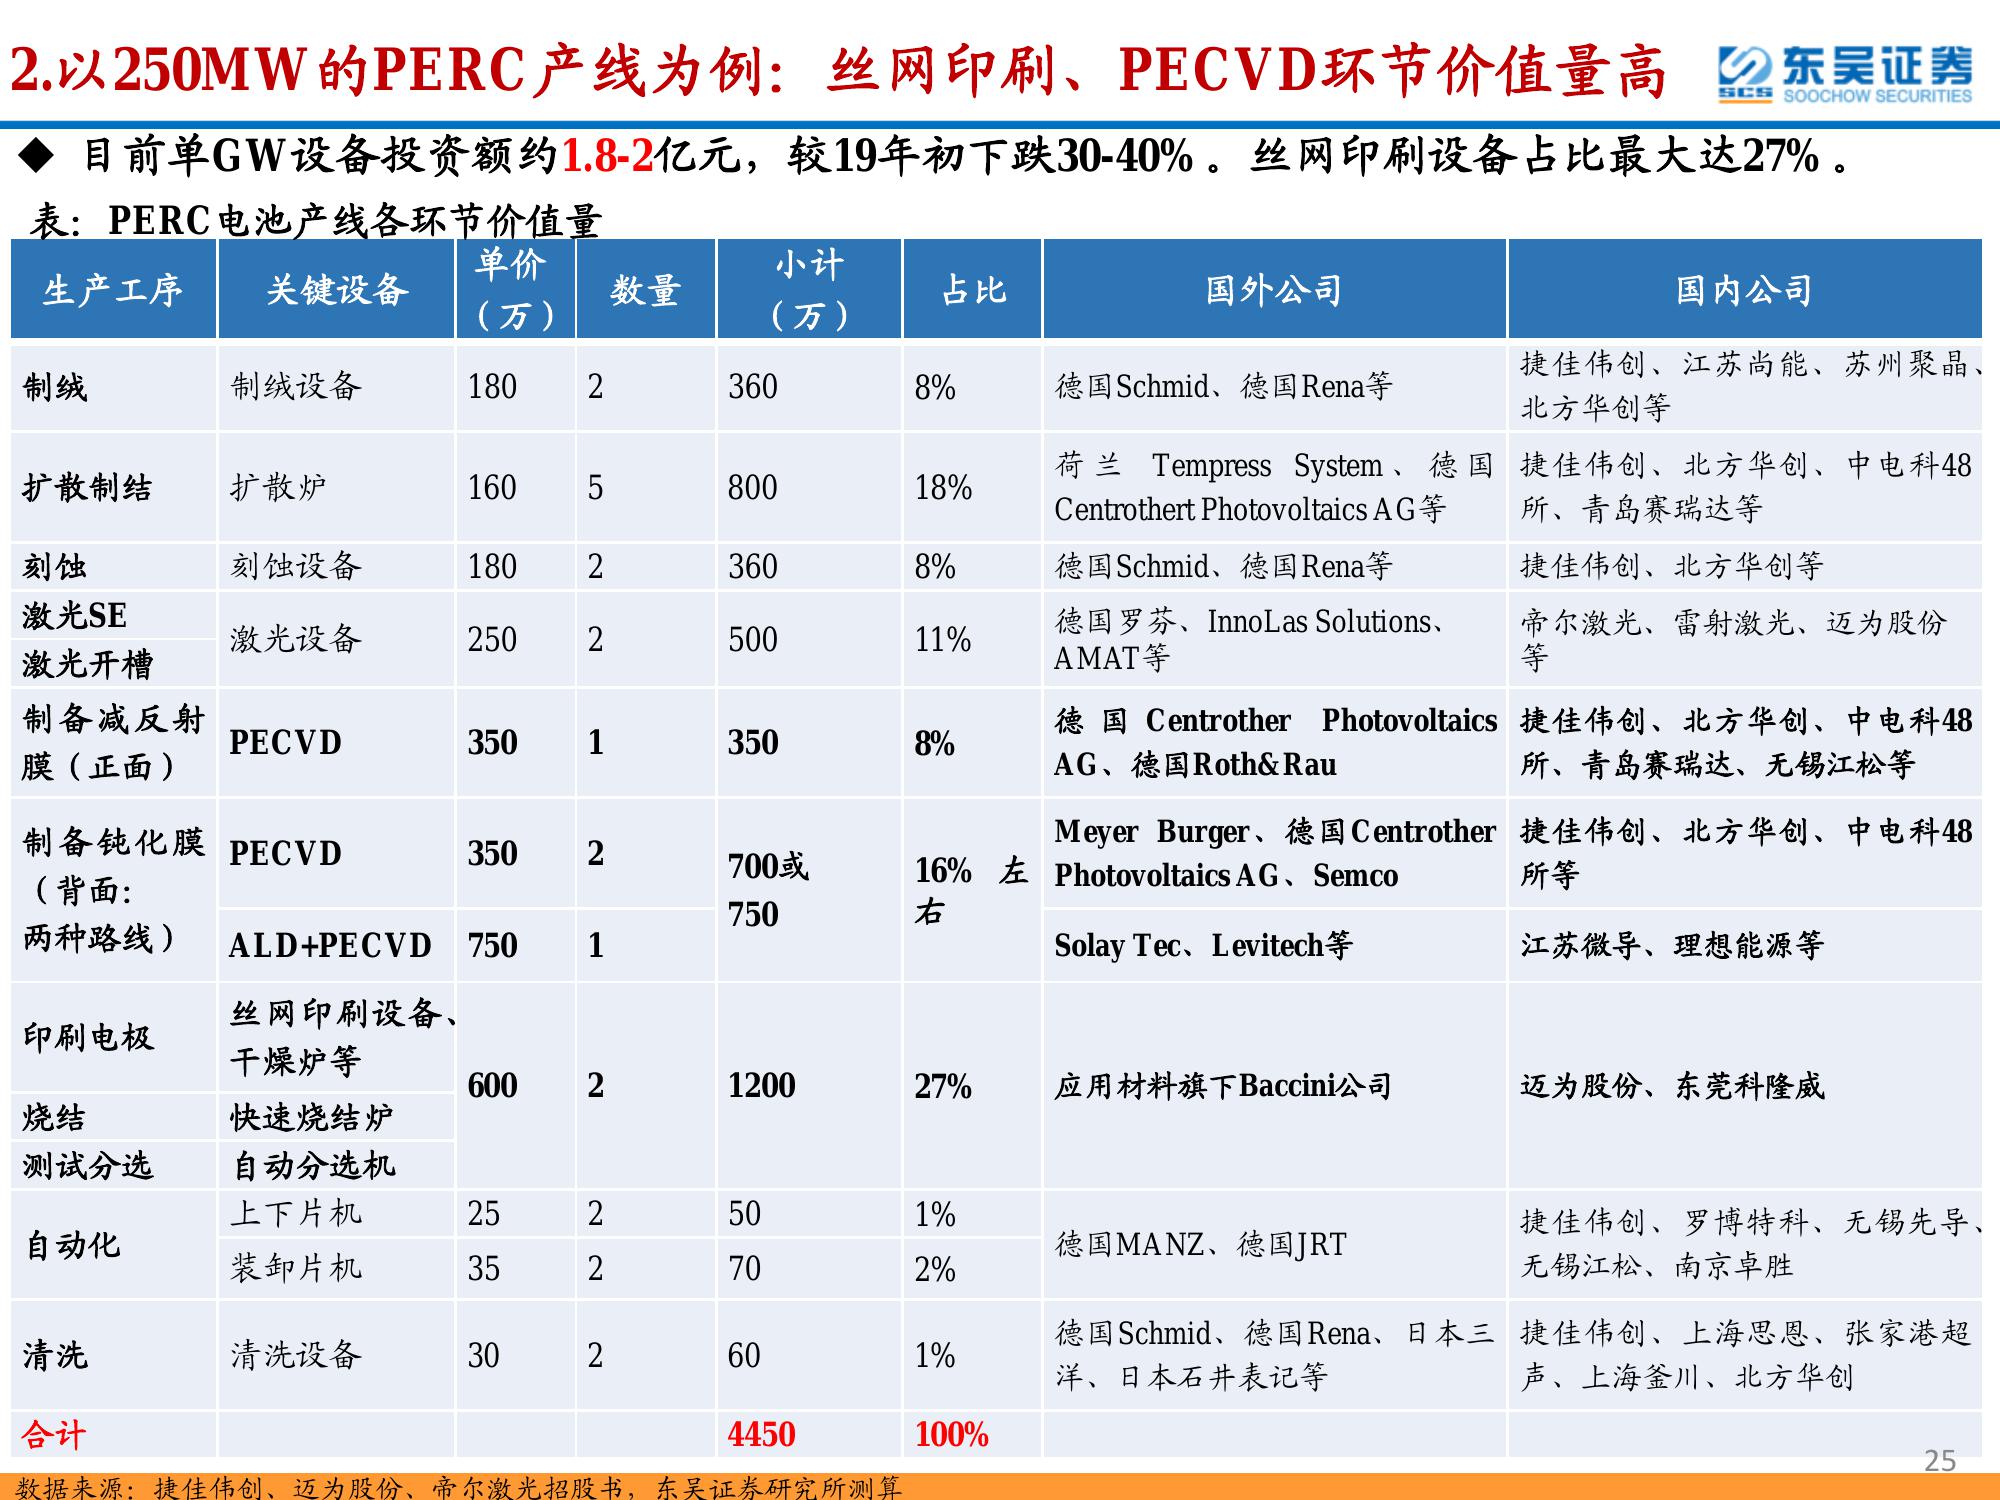 2.以250MW的PERC产线为例：丝网印刷、PECVD环节价值量高
东吴证券
SCS
SOOCHOW SECURITIES
◆ 目前单GW设备投资额约1.8-2亿元，较19年初下跌30-40% 。丝网印刷设备占比最大达27% 。
表：PERC电池产线各环节价值量
生产工序
关键设备
单价
（万）
数量
小计
（万）
占比
国外公司
国内公司
制绒
制绒设备
180
2
360
8%
德国Schmid、德国Rena等
捷佳伟创、江苏尚能、苏州聚晶、
北方华创等
扩散制结
扩散炉
160
5
800
18%
荷兰 Tempress System、德国
Centrothert Photovoltaics AG等
捷佳伟创、北方华创、中电科48
所、青岛赛瑞达等
刻蚀
刻蚀设备
180
2
360
8%
德国Schmid、德国Rena等
捷佳伟创、北方华创等
激光SE
激光开槽
激光设备
250
2
500
11%
德国罗芬、InnoLas Solutions、
AMAT等
帝尔激光、雷射激光、迈为股份
等
制备减反射
膜（正面）
PECVD
350
1
350
8%
德国Centrother Photovoltaics
AG、德国Roth&Rau
捷佳伟创、北方华创、中电科48
所、青岛赛瑞达、无锡江松等
制备钝化膜
（背面：
两种路线）
PECVD
350
2
700或
750
16% 左
右
Meyer Burger、德国Centrother
Photovoltaics AG、Semco
捷佳伟创、北方华创、中电科48
所等
ALD+PECVD
750
1
Solay Tec、Levitech等
江苏微导、理想能源等
印刷电极
丝网印刷设备、
干燥炉等
600
2
1200
27%
应用材料旗下Baccini公司
迈为股份、东莞科隆威
烧结
快速烧结炉
测试分选
自动分选机
自动化
上下片机
25
2
50
1%
德国MANZ、德国JRT
捷佳伟创、罗博特科、无锡先导、
无锡江松、南京卓胜
装卸片机
35
2
70
2%
清洗
清洗设备
30
2
60
1%
德国Schmid、德国Rena、日本三
洋、日本石井表记等
捷佳伟创、上海思恩、张家港超
声、上海釜川、北方华创
合计
4450
100%
25
数据来源：捷佳伟创、迈为股份、帝尔激光招股书，东吴证券研究所测算